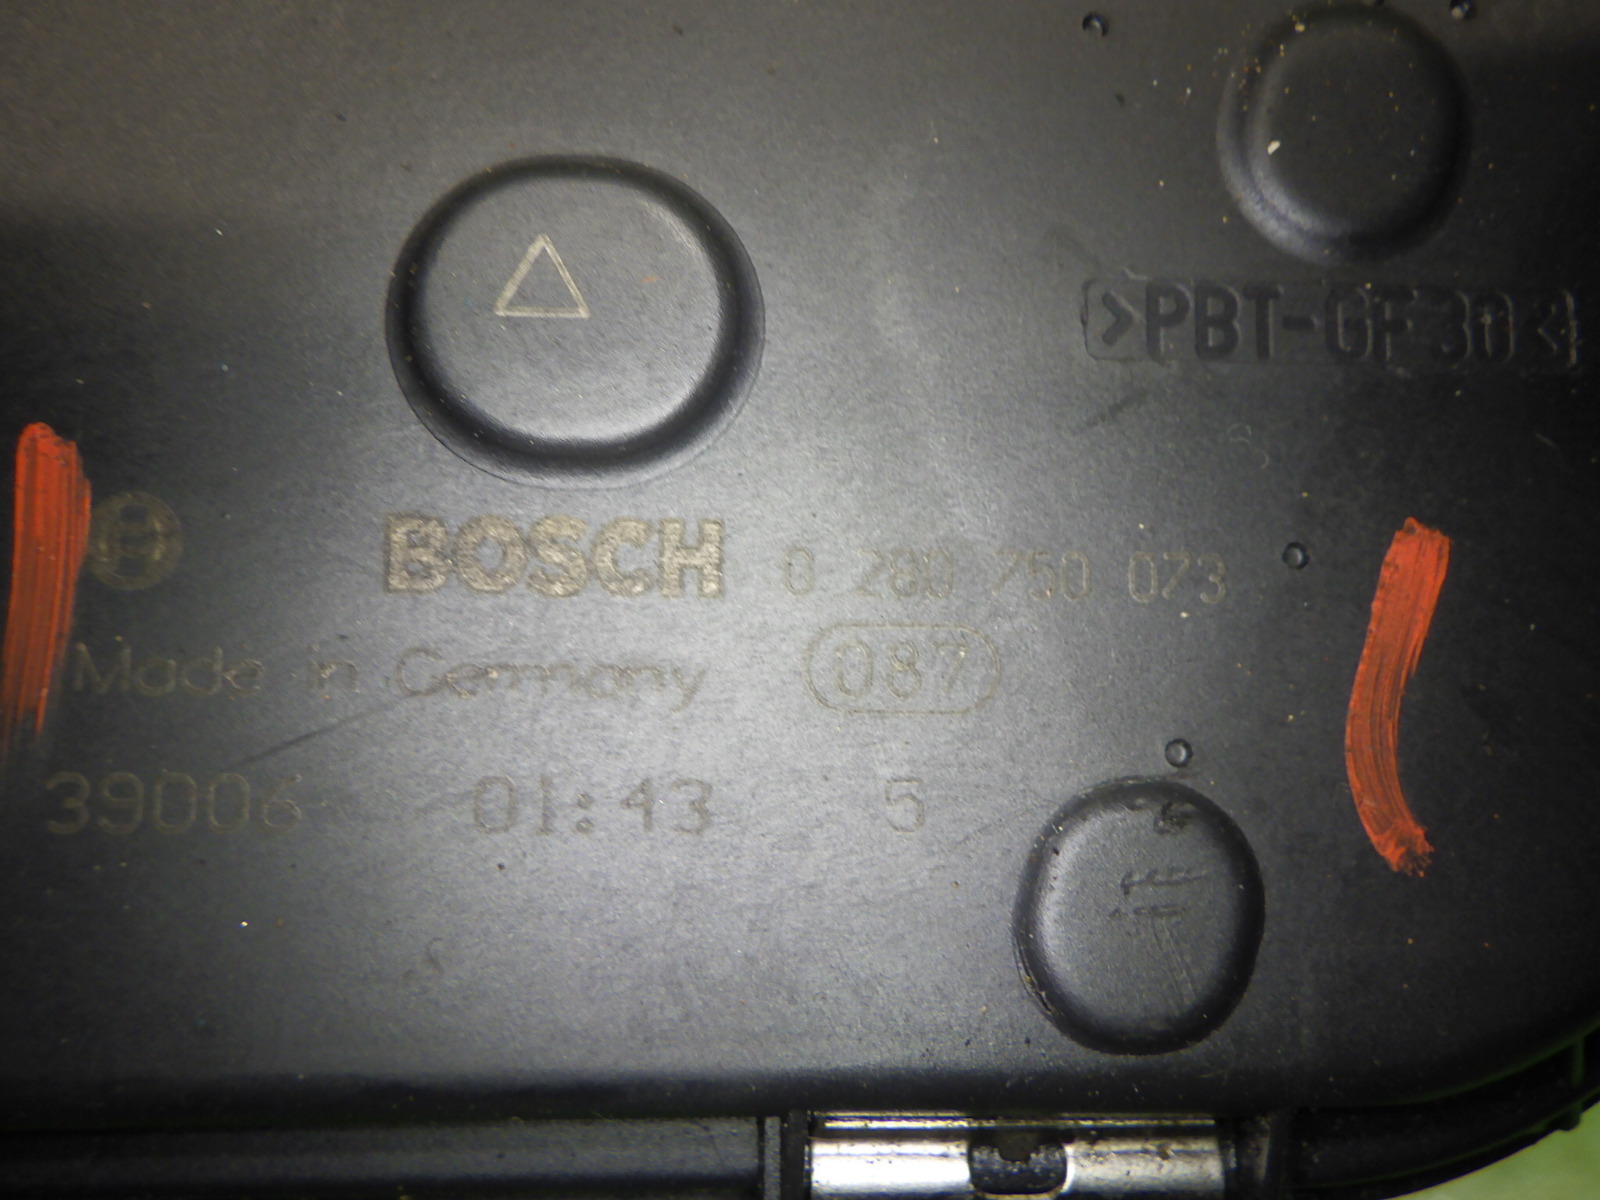 >PBT-GF30<
BOSCH 0 280 750 073
Made in Germany 087
39006 01:43 5